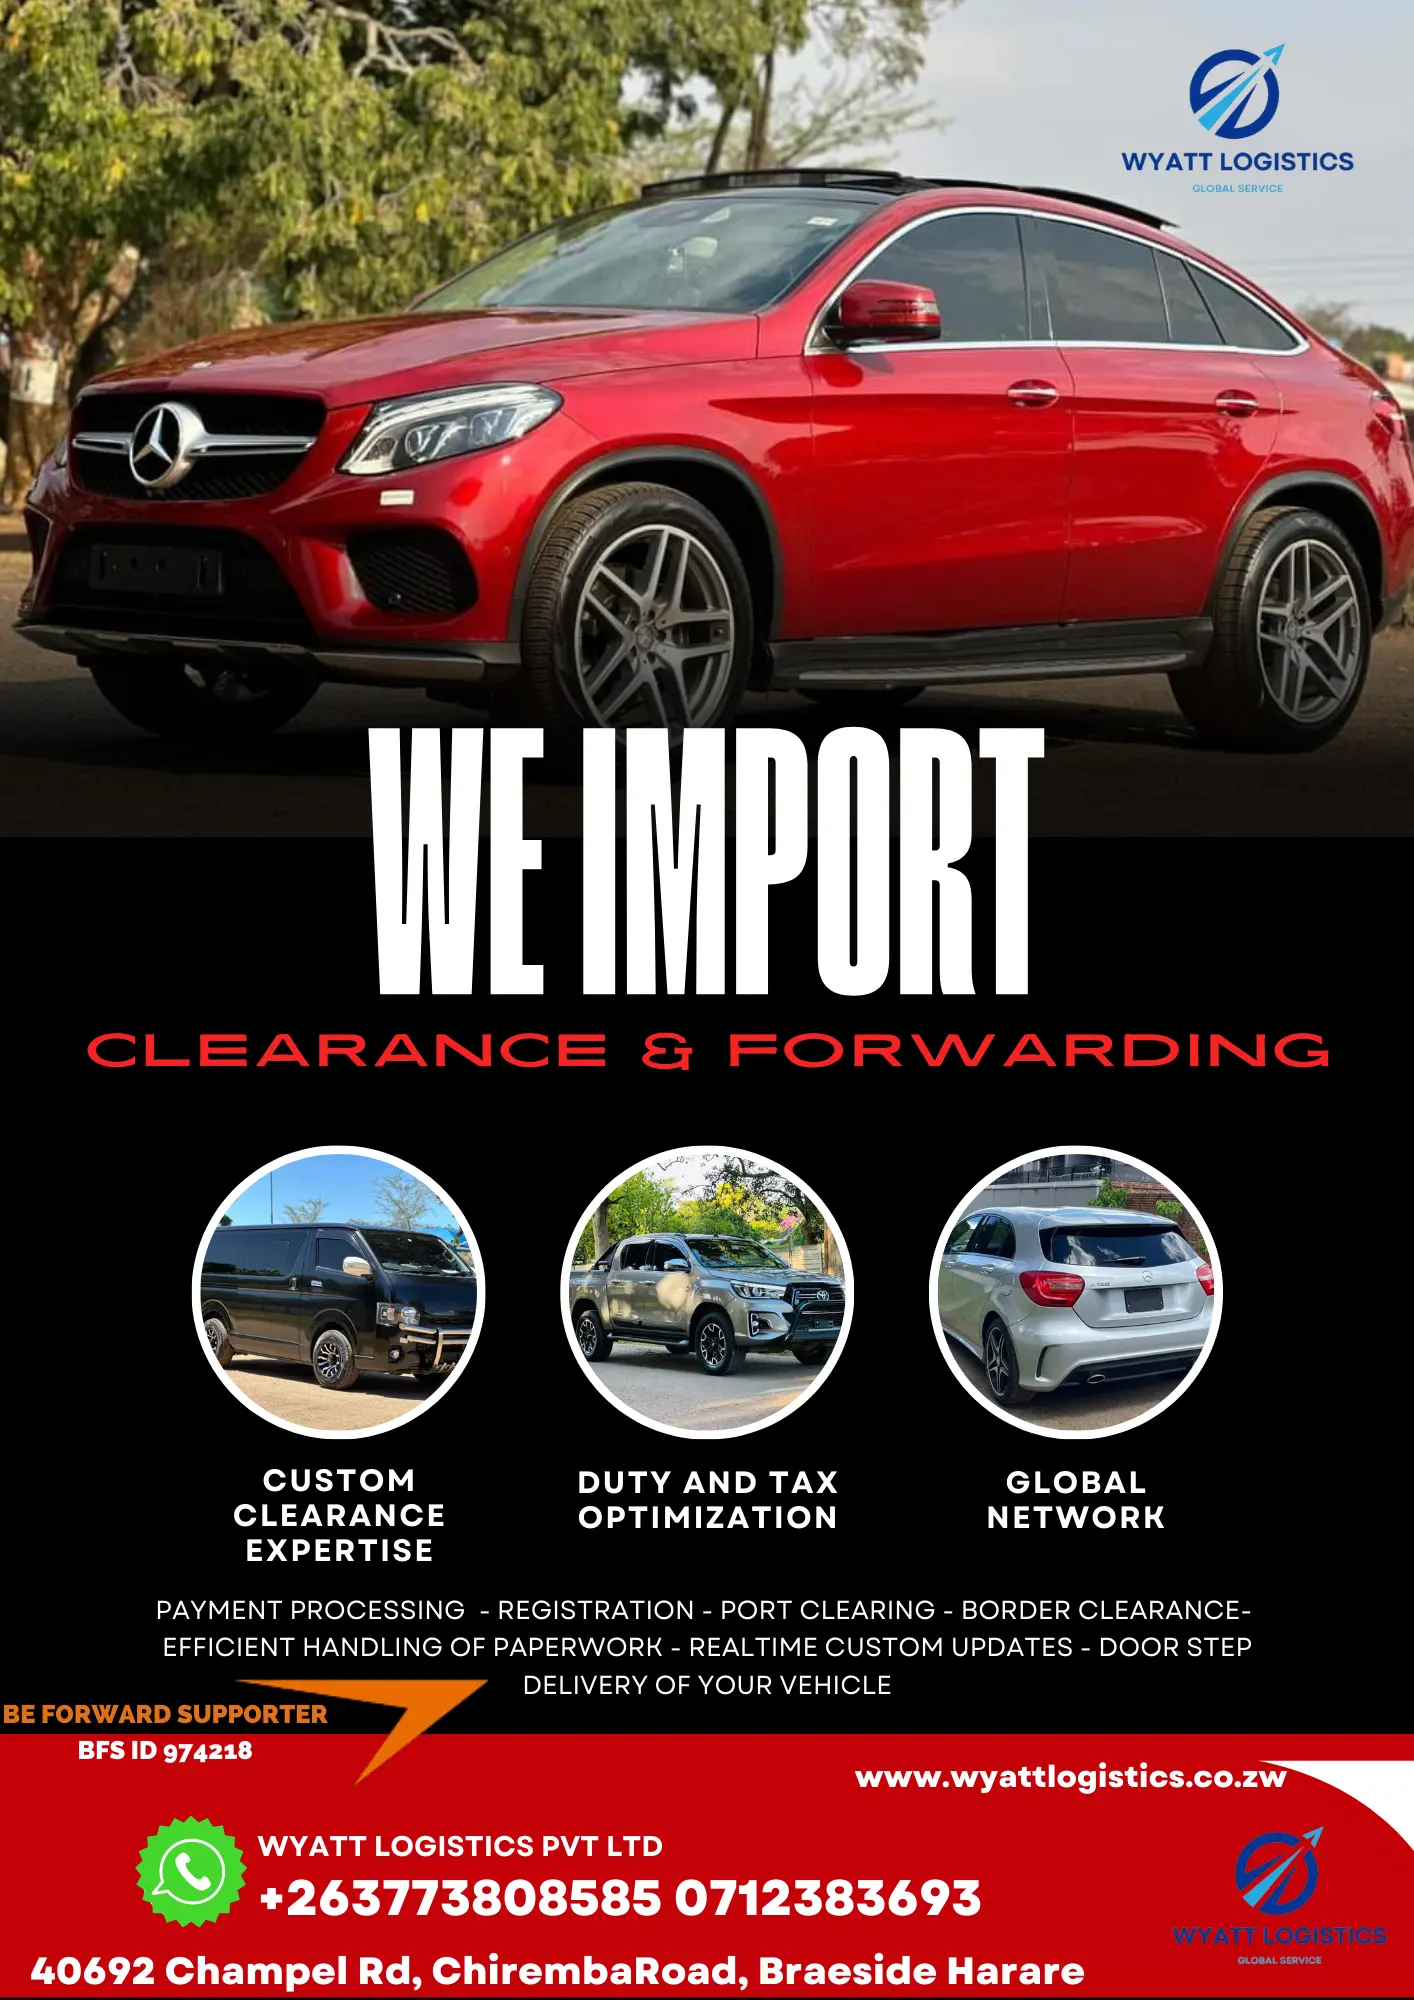 WYATT LOGISTICS
GLOBAL SERVICE
WE IMPORT
CLEARANCE & FORWARDING
CUSTOM
CLEARANCE
EXPERTISE
DUTY AND TAX
OPTIMIZATION
GLOBAL
NETWORK
PAYMENT PROCESSING - REGISTRATION - PORT CLEARING - BORDER CLEARANCE-
EFFICIENT HANDLING OF PAPERWORK - REALTIME CUSTOM UPDATES - DOOR STEP
DELIVERY OF YOUR VEHICLE
BE FORWARD SUPPORTER
BFS ID 974218
www.wyattlogistics.co.zw
WYATT LOGISTICS PVT LTD
+263773808585 0712383693
40692 Champel Rd, ChirembaRoad, Braeside Harare
WYATT LOGISTICS
GLOBAL SERVICE